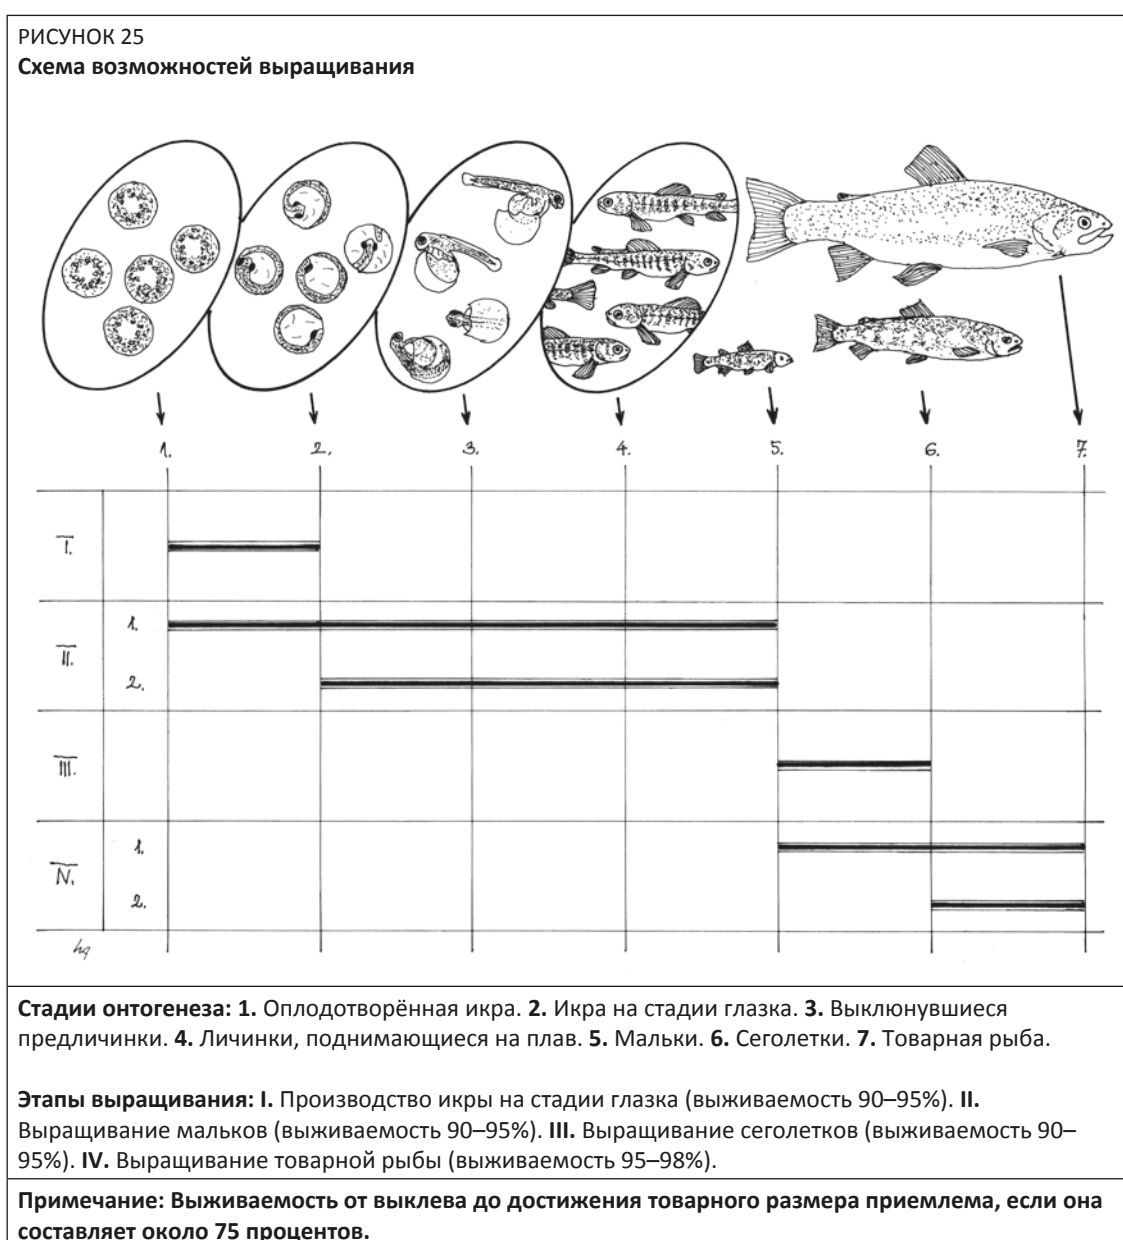 РИСУНОК 25
Схема возможностей выращивания
1. 2. 3. 4. 5. 6. 7.
I.
II. 1.
2.
III.
IV. 1.
2.
Стадии онтогенеза: 1. Оплодотворённая икра. 2. Икра на стадии глазка. 3. Выклюнувшиеся
предличинки. 4. Личинки, поднимающиеся на плав. 5. Мальки. 6. Сеголетки. 7. Товарная рыба.
Этапы выращивания: I. Производство икры на стадии глазка (выживаемость 90–95%). II.
Выращивание мальков (выживаемость 90–95%). III. Выращивание сеголетков (выживаемость 90–
95%). IV. Выращивание товарной рыбы (выживаемость 95–98%).
Примечание: Выживаемость от выклева до достижения товарного размера приемлема, если она
составляет около 75 процентов.